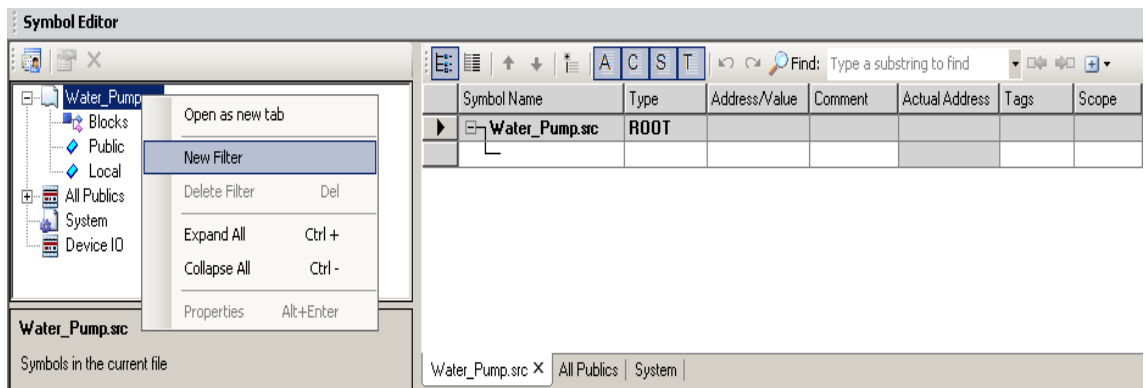 Symbol Editor
A C S T Find: Type a substring to find
Water_Pump
Blocks
Public
Local
All Publics
System
Device IO
Open as new tab
New Filter
Delete Filter Del
Expand All Ctrl +
Collapse All Ctrl -
Properties Alt+Enter
Water_Pump.src
Symbols in the current file
Symbol Name Type Address/Value Comment Actual Address Tags Scope
Water_Pump.src ROOT
Water_Pump.src X All Publics System